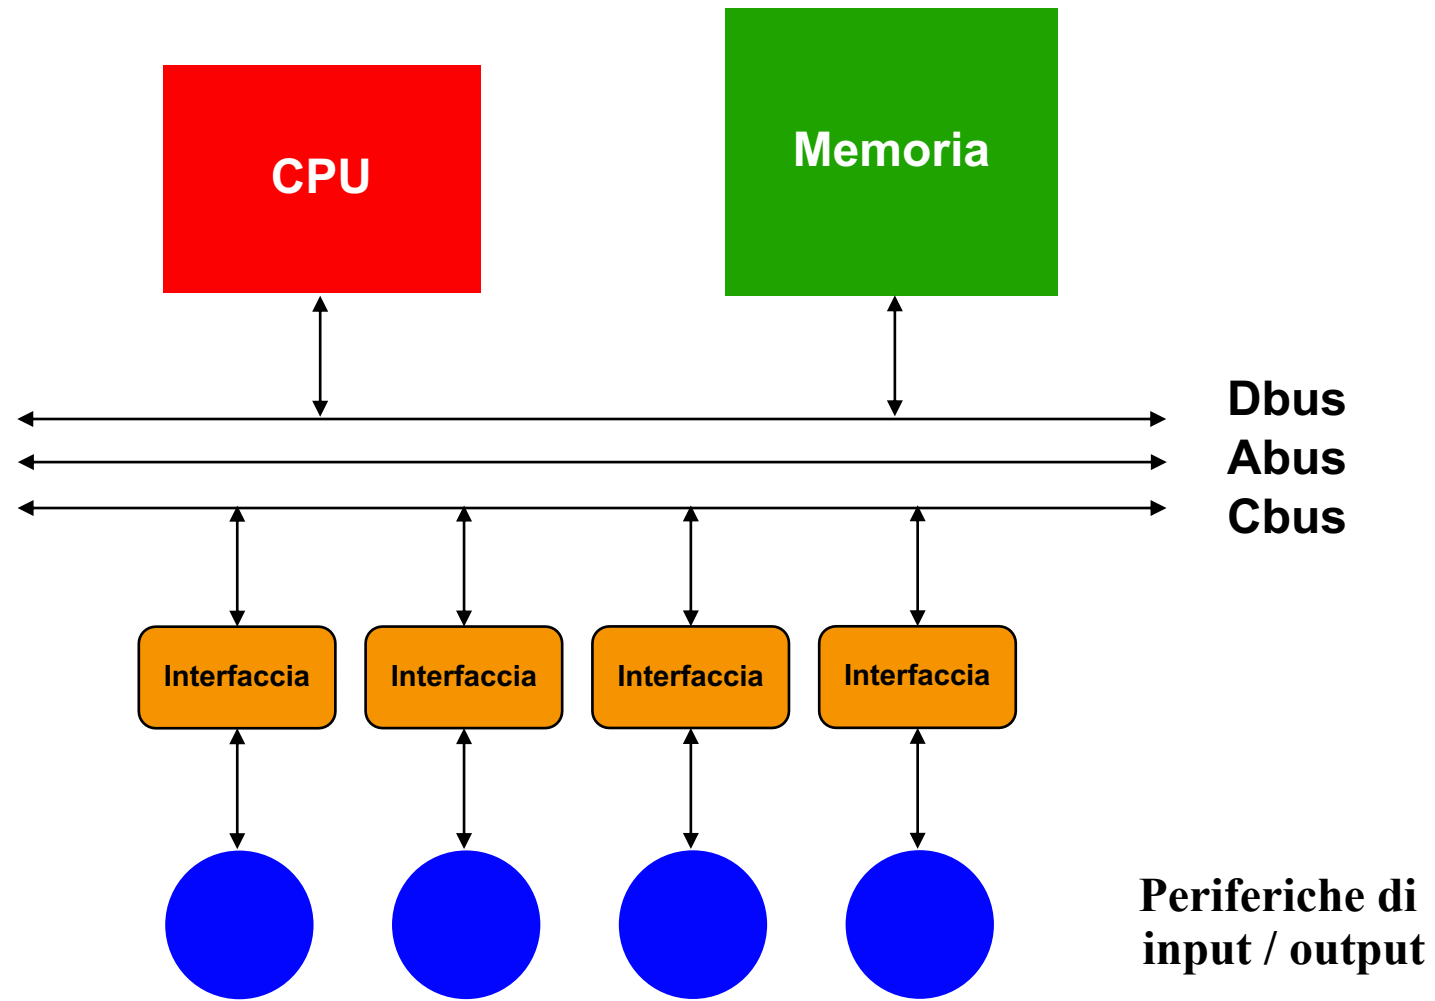 CPU
Memoria
Dbus
Abus
Cbus
Interfaccia
Interfaccia
Interfaccia
Interfaccia
Periferiche di
input / output